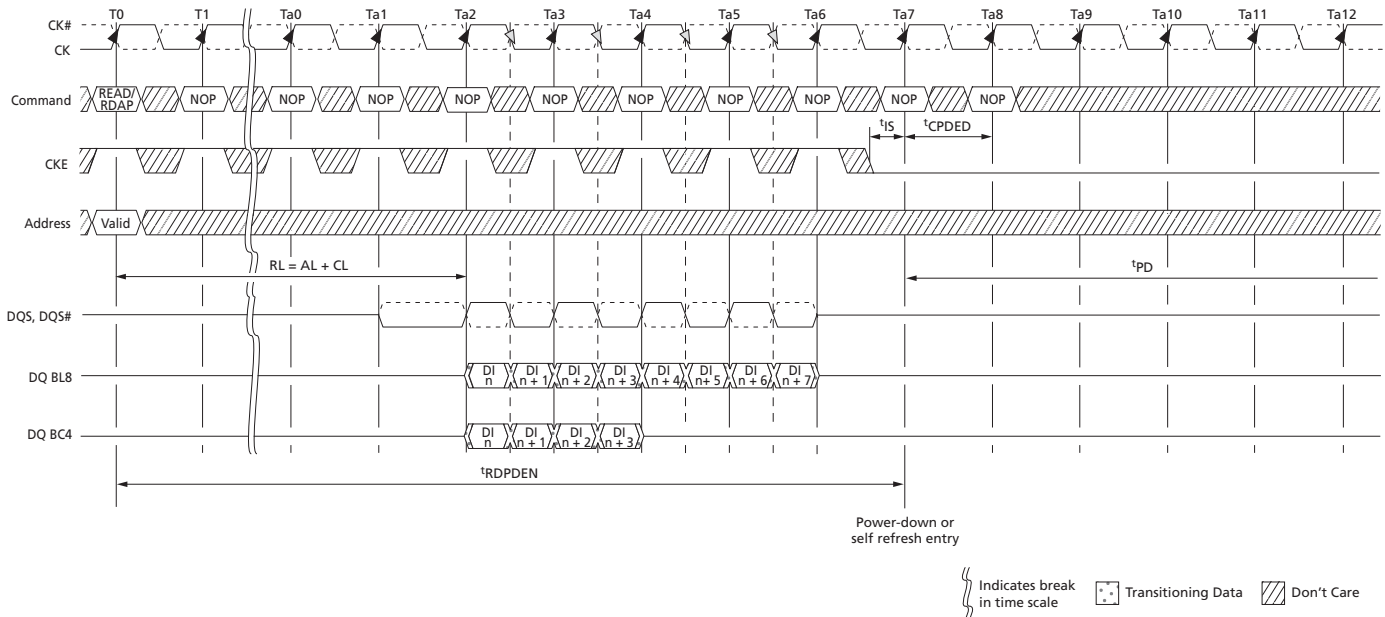 T0 T1 Ta0 Ta1 Ta2 Ta3 Ta4 Ta5 Ta6 Ta7 Ta8 Ta9 Ta10 Ta11 Ta12
CK#
CK
Command READ/ RDAP NOP NOP NOP NOP NOP NOP NOP NOP NOP NOP
tIS tCPDED
CKE
Address Valid
RL = AL + CL tPD
DQS, DQS#
DQ BL8 DI n DI n + 1 DI n + 2 DI n + 3 DI n + 4 DI n + 5 DI n + 6 DI n + 7
DQ BC4 DI n DI n + 1 DI n + 2 DI n + 3
tRDPDEN
Power-down or
self refresh entry
Indicates break
in time scale
Transitioning Data
Don't Care